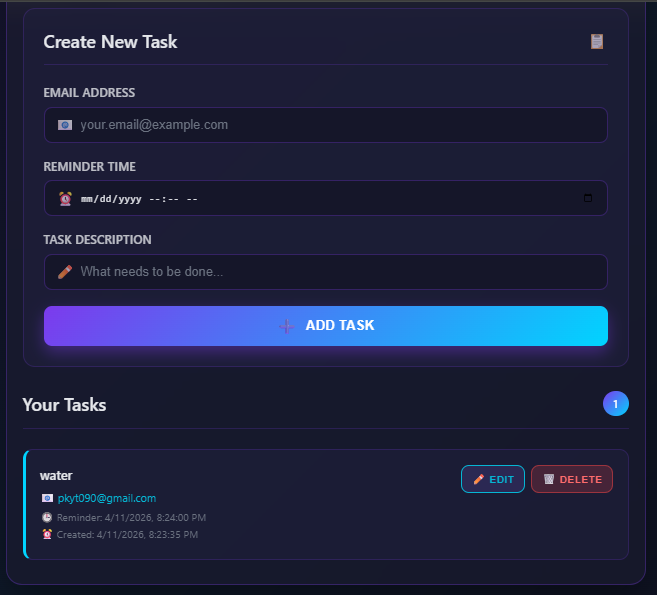 Create New Task
EMAIL ADDRESS
your.email@example.com
REMINDER TIME
mm/dd/yyyy --:-- --
TASK DESCRIPTION
What needs to be done...
ADD TASK
Your Tasks
1
water
EDIT
DELETE
pkyt090@gmail.com
Reminder: 4/11/2026, 8:24:00 PM
Created: 4/11/2026, 8:23:35 PM